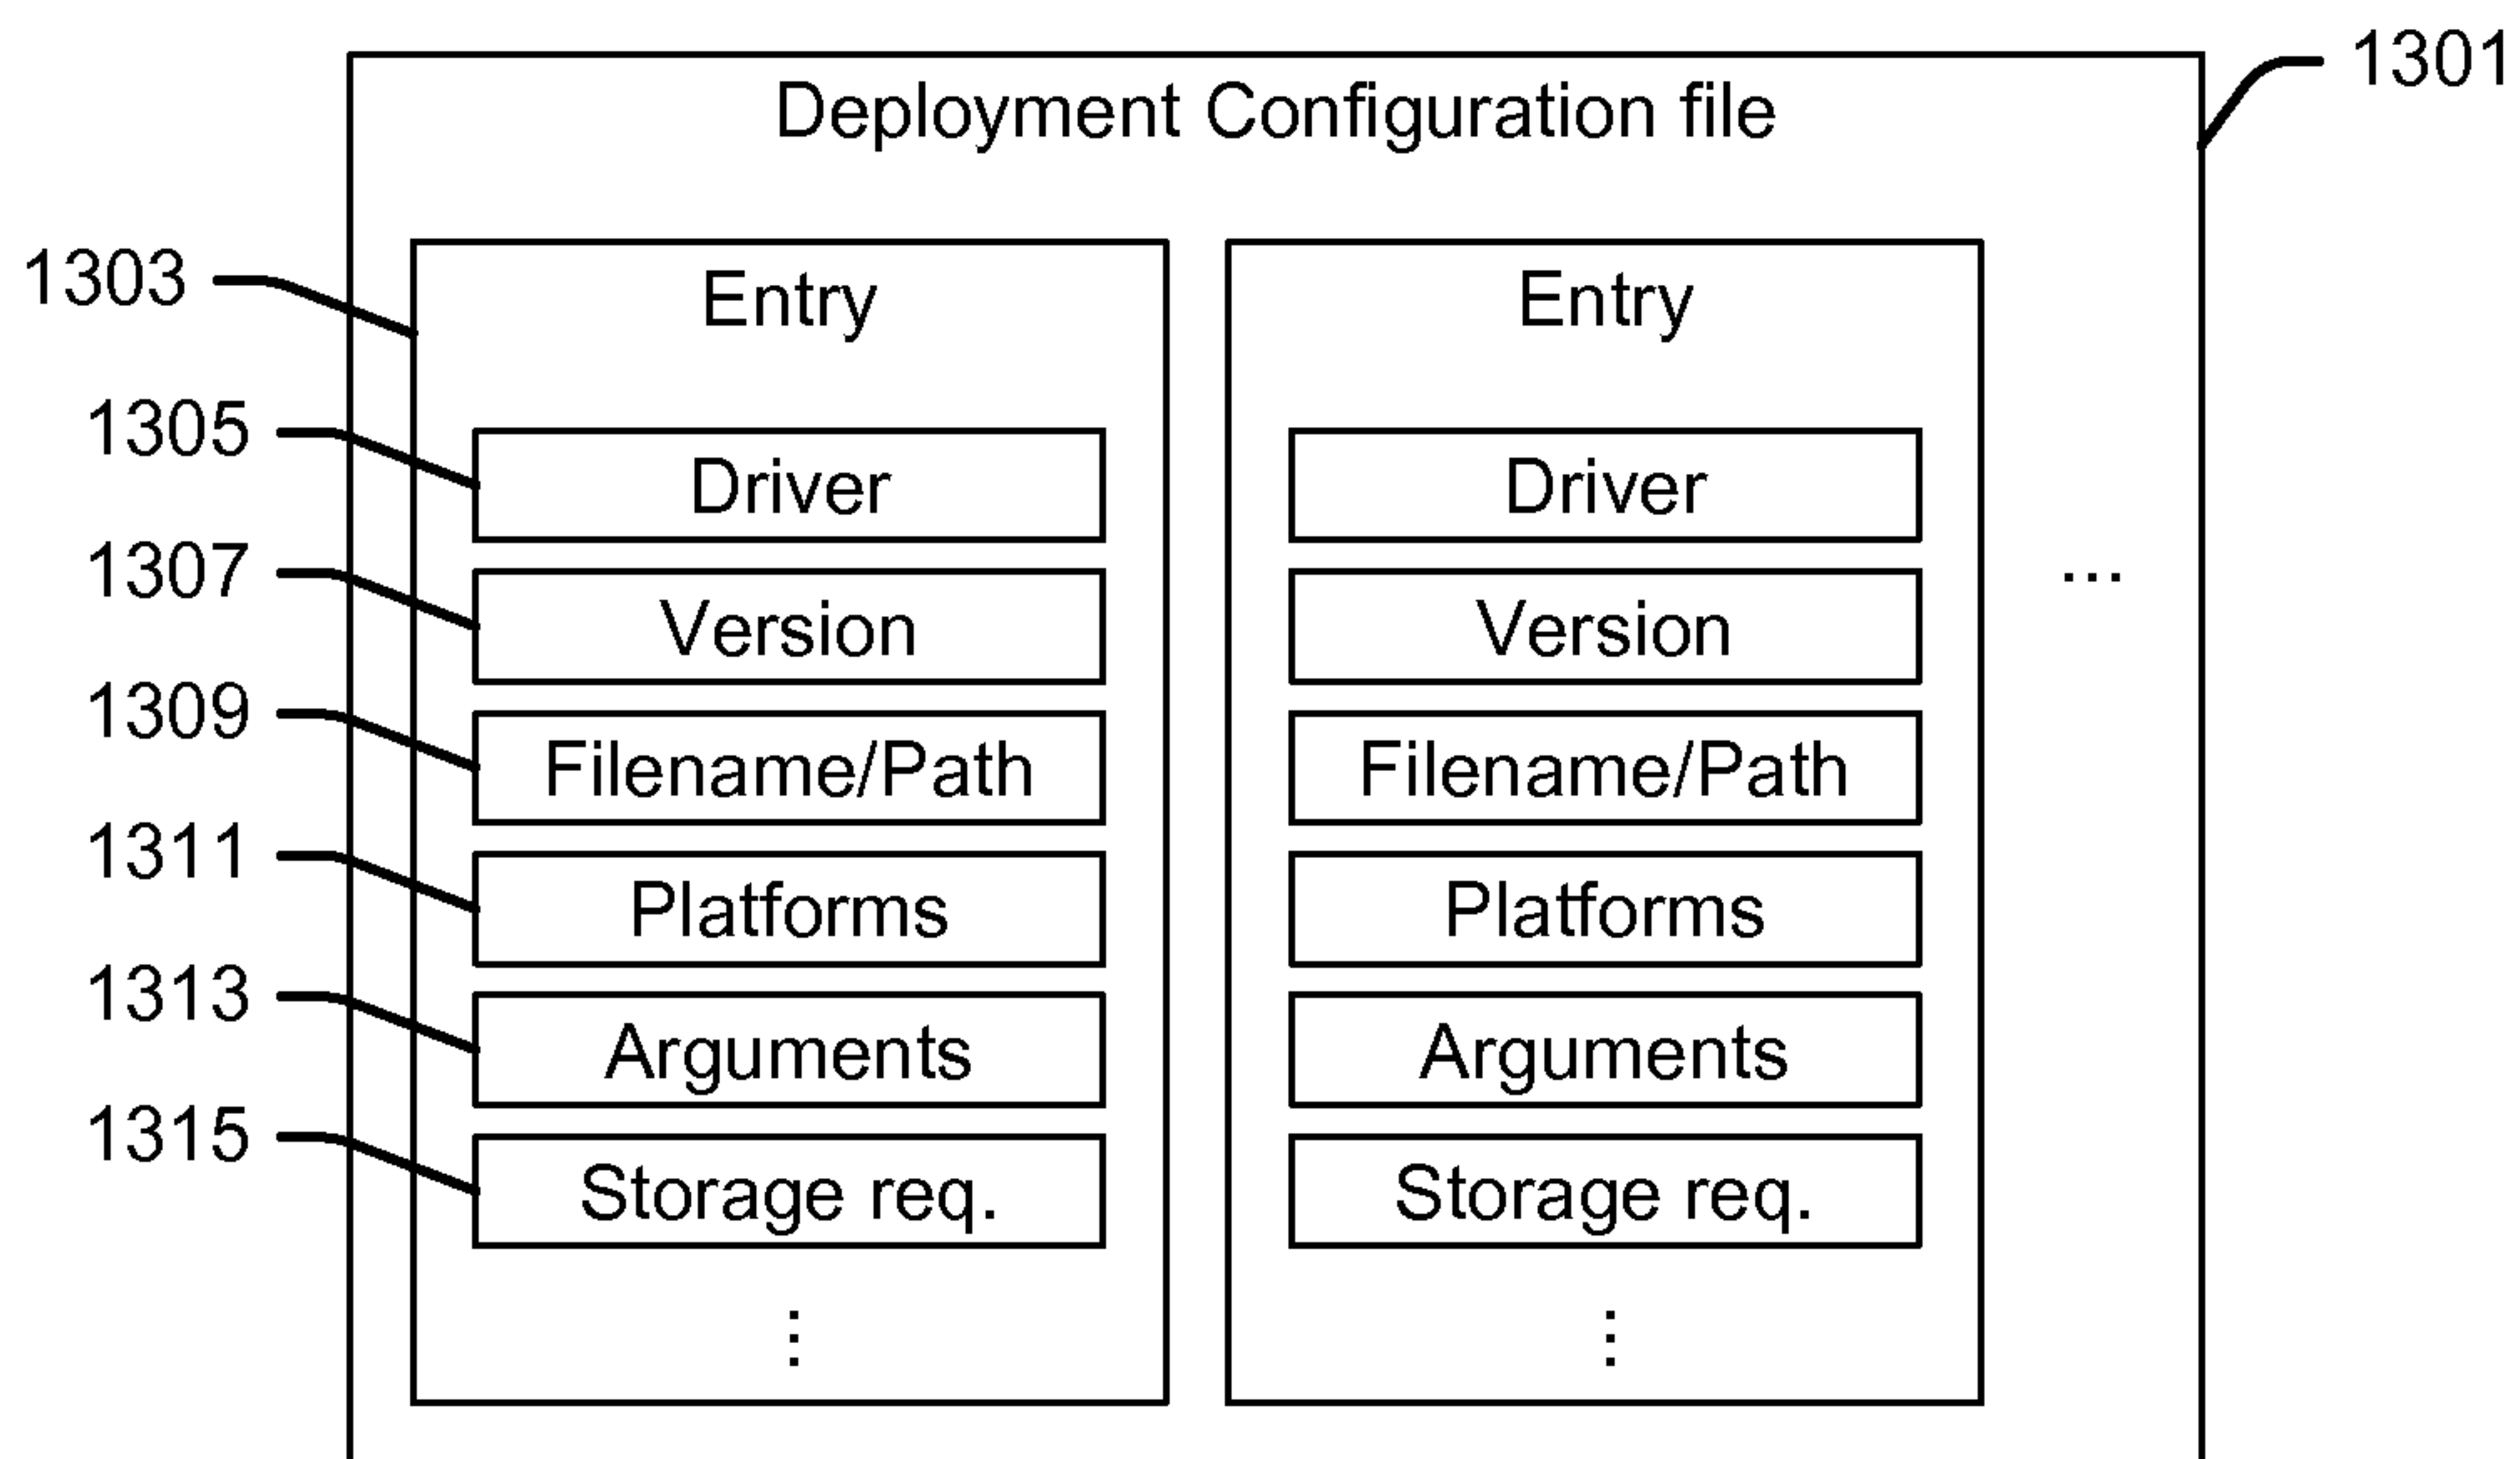 1301
Deployment Configuration file
1303
Entry
Entry
1305
Driver
Driver
1307
Version
Version
...
1309
Filename/Path
Filename/Path
1311
Platforms
Platforms
1313
Arguments
Arguments
1315
Storage req.
Storage req.
⋮
⋮